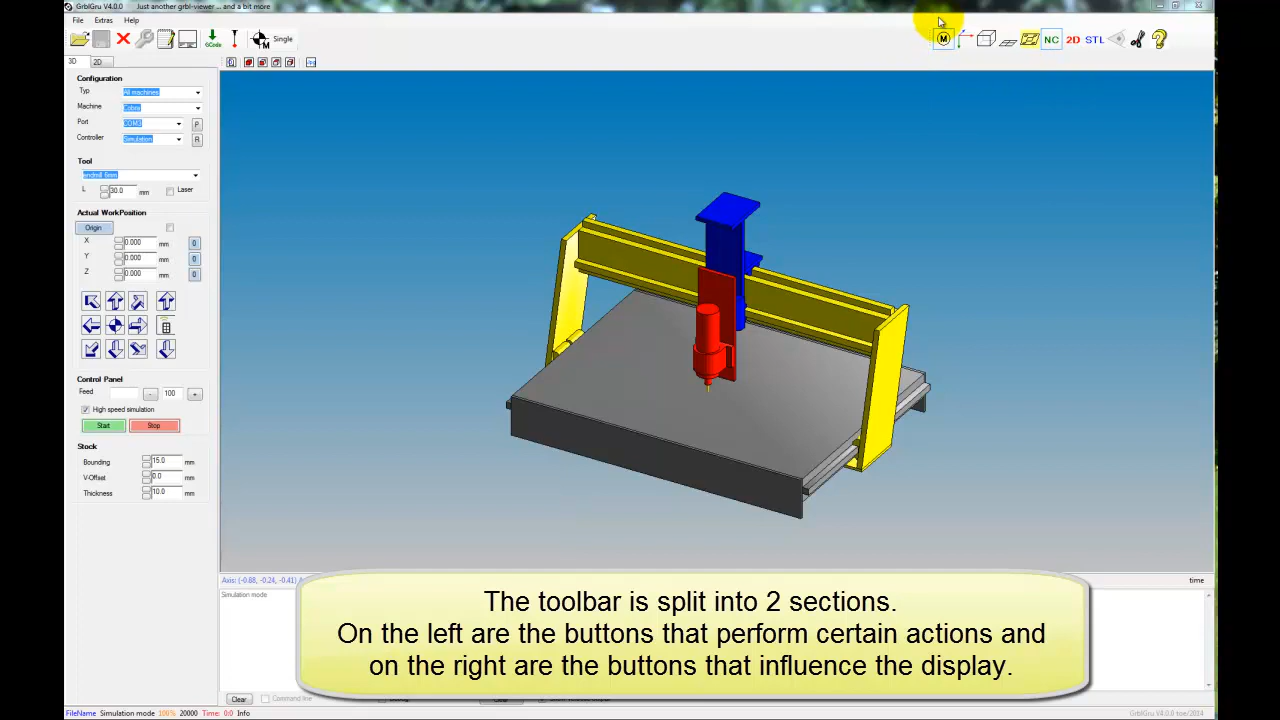 GrblGru V4.0.0 Just another grbl-viewer ... and a bit more
File Extras Help
GCode M Single M NC 2D STL
3D 2D
Configuration
Typ All machines
Machine Cobra
Port COM3 P
Controller Simulation R
Tool
endmill 6mm
L 30.0 mm Laser
Actual WorkPosition
Origin
X 0.000 mm 0
Y 0.000 mm 0
Z 0.000 mm 0
Control Panel
Feed - 100 +
High speed simulation
Start Stop
Stock
Bounding 15.0 mm
V-Offset 0.0 mm
Thickness 10.0 mm
Axis: (-0.88, -0.24, -0.41) time
Simulation mode
The toolbar is split into 2 sections.
On the left are the buttons that perform certain actions and
on the right are the buttons that influence the display.
Clear Command line
FileName Simulation mode 100% 20000 Time: 0:0 Info GrblGru V4.0.0 toe/2014